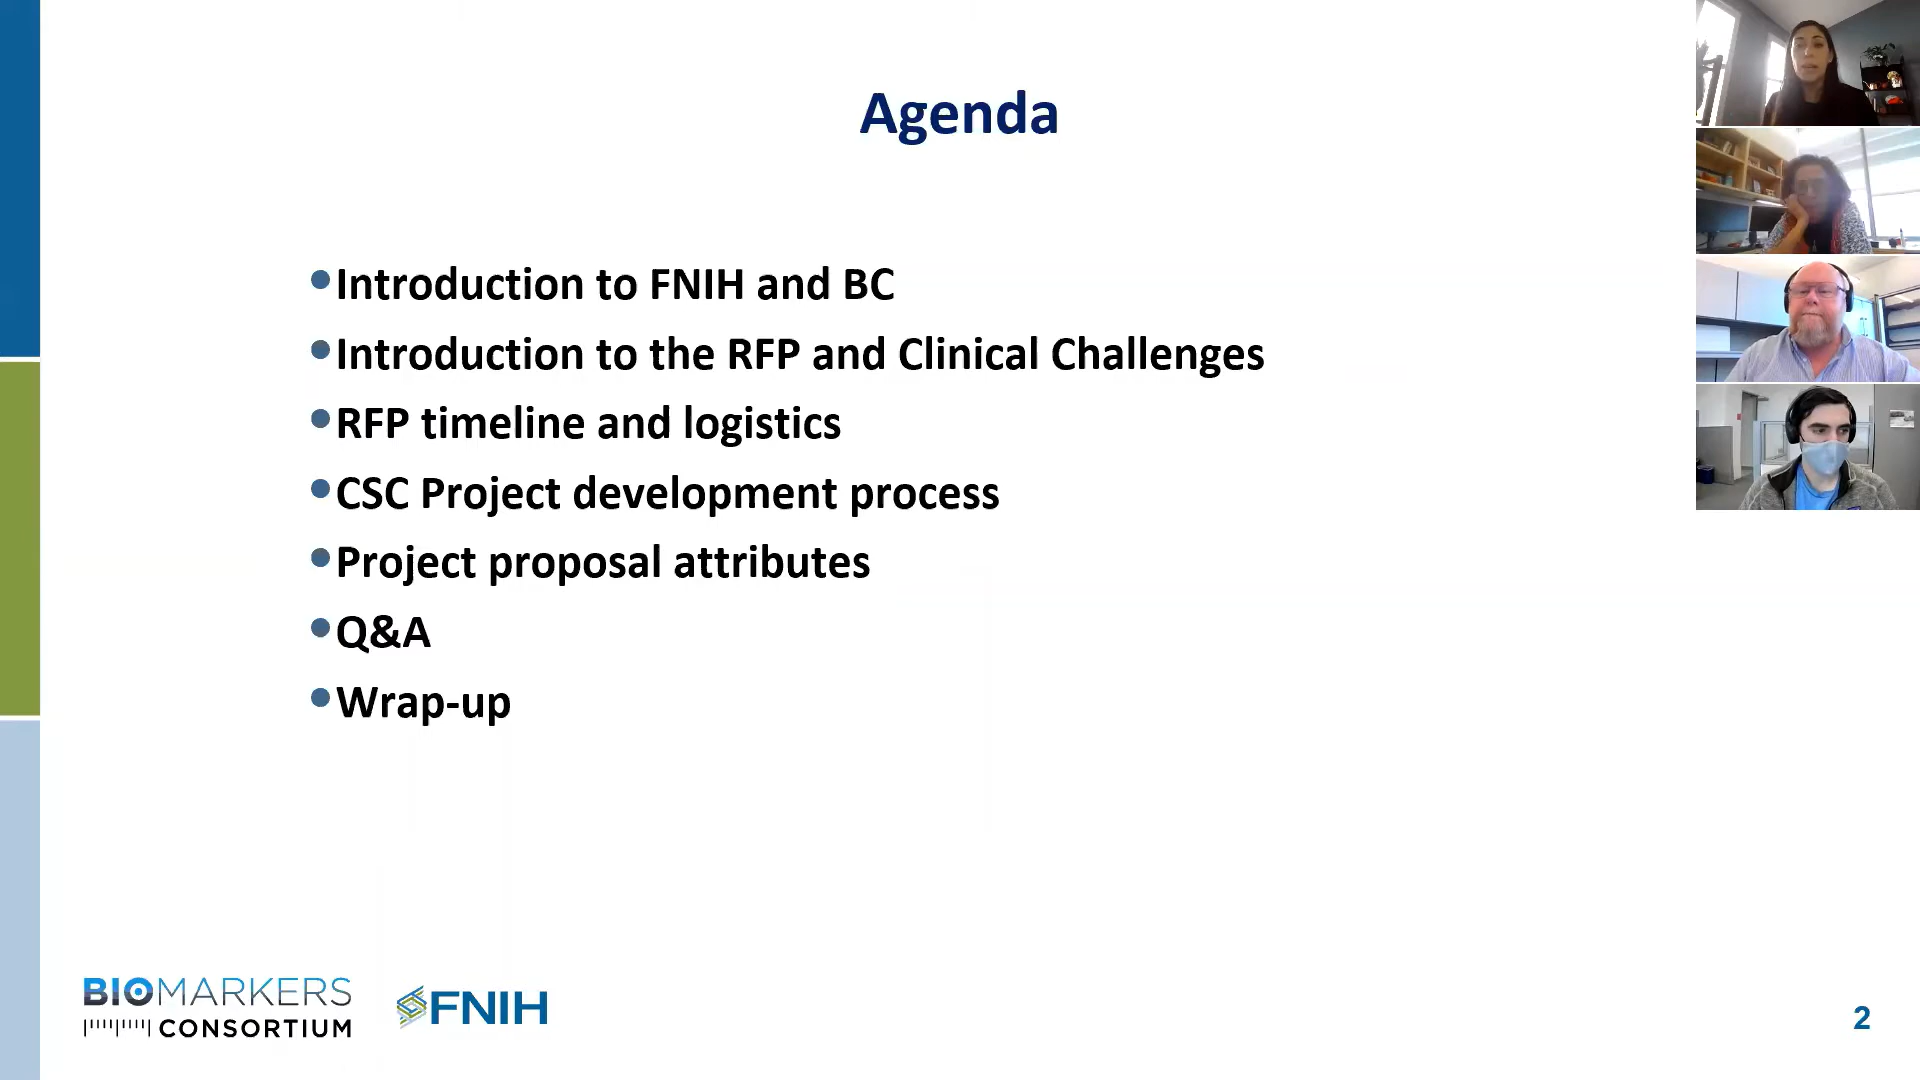 Agenda
•Introduction to FNIH and BC
•Introduction to the RFP and Clinical Challenges
•RFP timeline and logistics
•CSC Project development process
•Project proposal attributes
•Q&A
•Wrap-up
BIOMARKERS
CONSORTIUM
FNIH
2